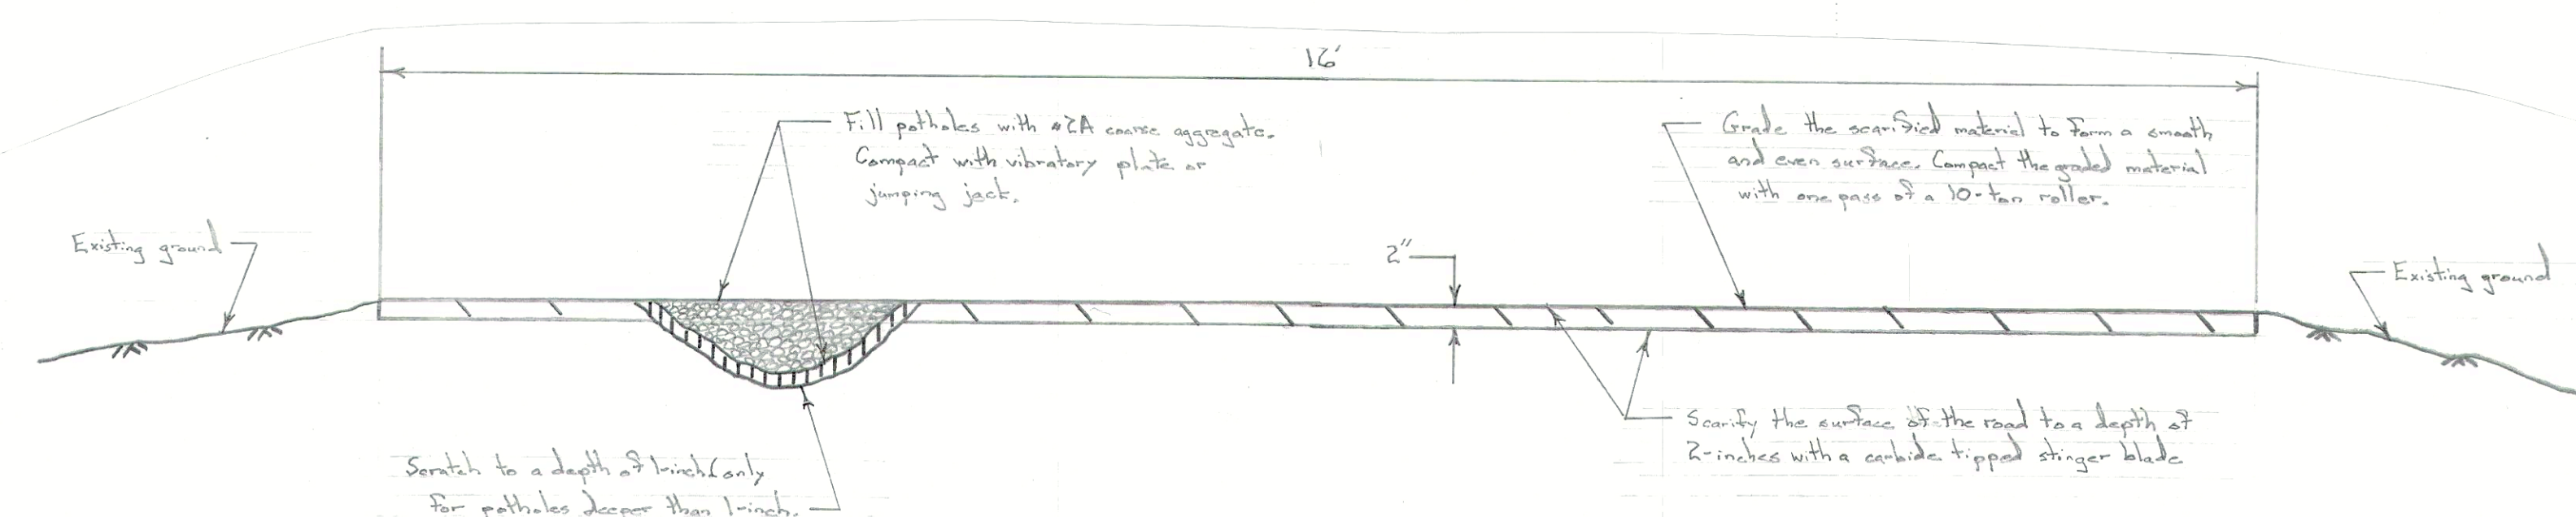 16'
Fill potholes with #2A coarse aggregate.
Compact with vibratory plate or
jumping jack.
Grade the scarified material to form a smooth
and even surface. Compact the graded material
with one pass of a 10-ton roller.
Existing ground
2"
Existing ground
Scarify the surface of the road to a depth of
2-inches with a carbide tipped stinger blade
Scratch to a depth of 1-inch (only
for potholes deeper than 1-inch.